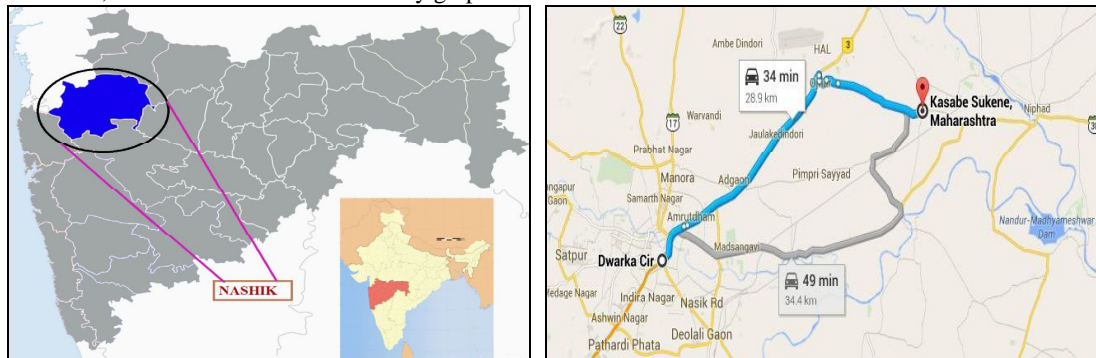 NASHIK
22
Ambe Dindori
HAL
3
34 min
28.9 km
Kasabe Sukene,
Maharashtra
Niphad
30
17
Warvandi
Jaulakedindori
Prabhat Nagar
Manora
Adgaon
Pimpri Sayyad
Samarth Nagar
Gaon
Amrutdham
Nandur-Madhyameshwar
Dam
Satpur
Dwarka Cir
Madsangavi
49 min
34.4 km
Indira Nagar
Nasik Rd
Ashwin Nagar
Deolali Gaon
Pathardi Phata